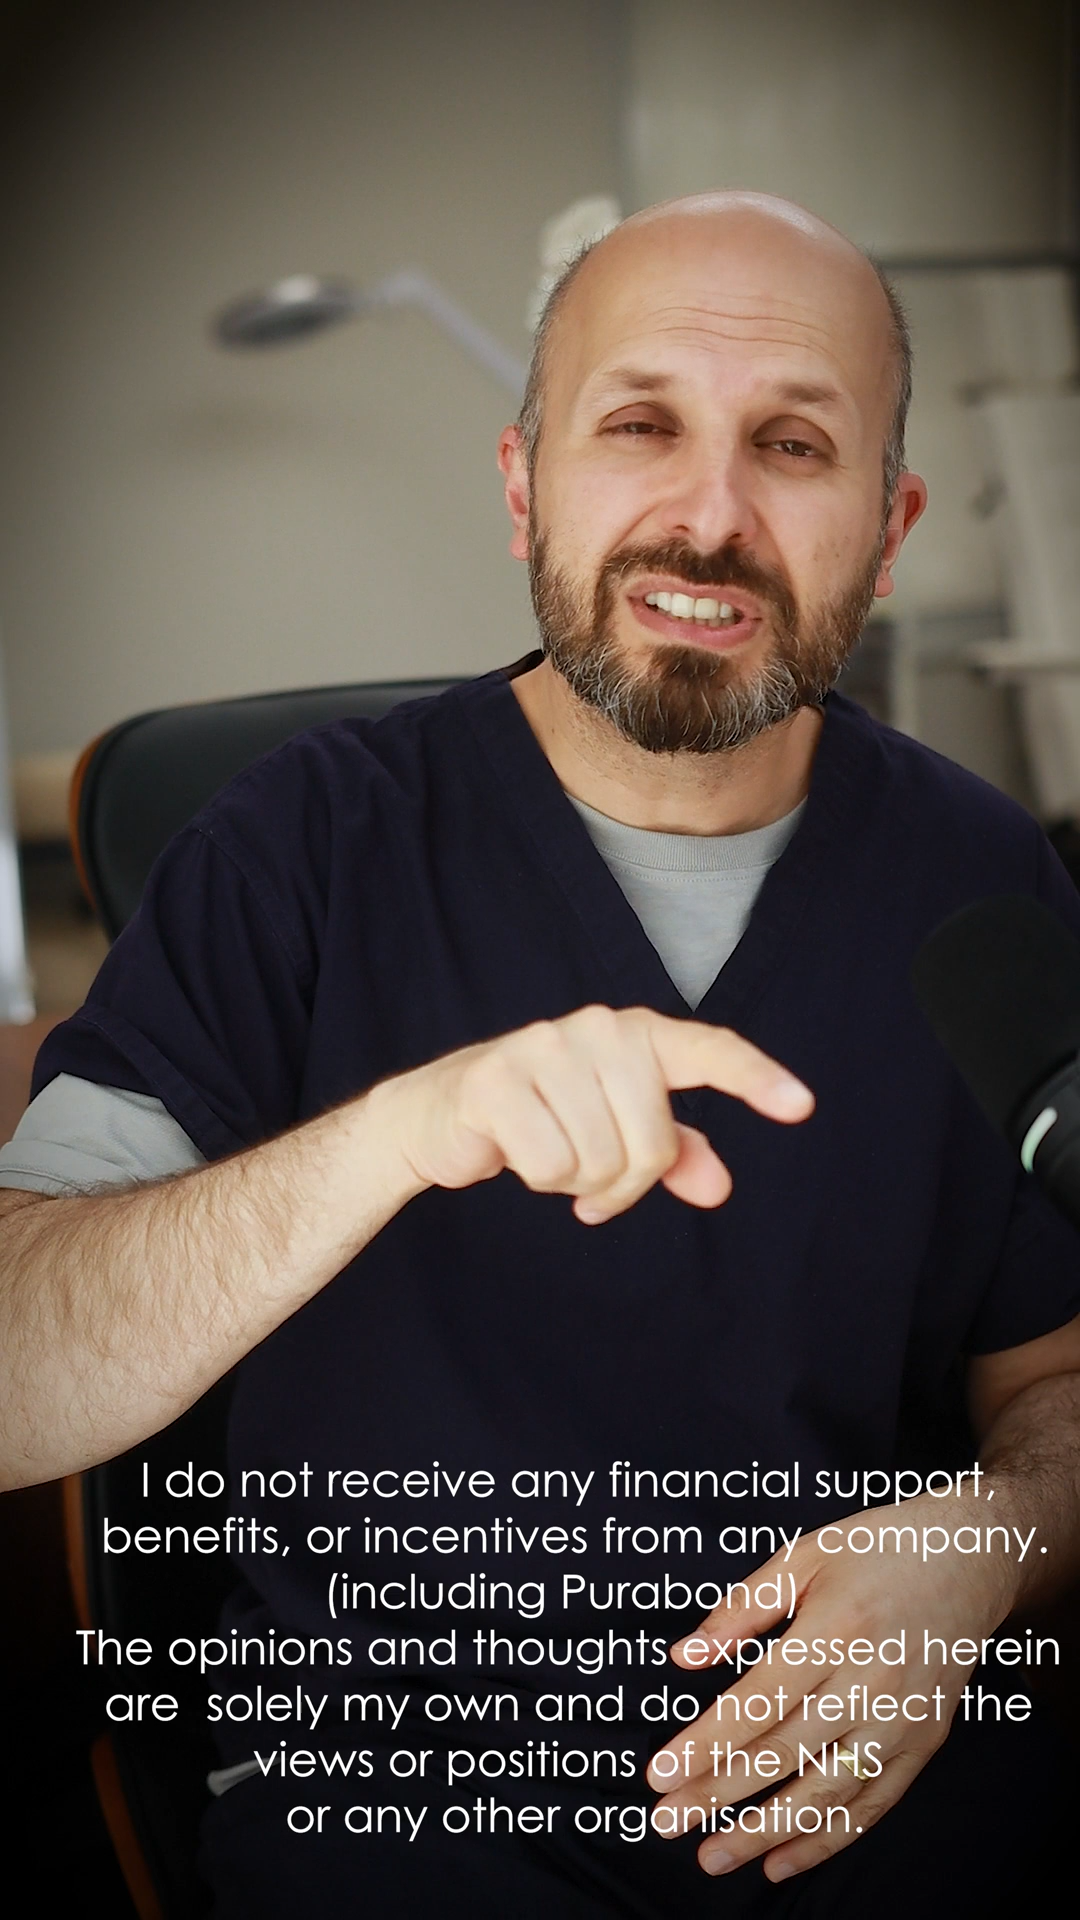 I do not receive any financial support,
benefits, or incentives from any company.
(including Purabond)
The opinions and thoughts expressed herein
are  solely my own and do not reflect the
views or positions of the NHS
or any other organisation.